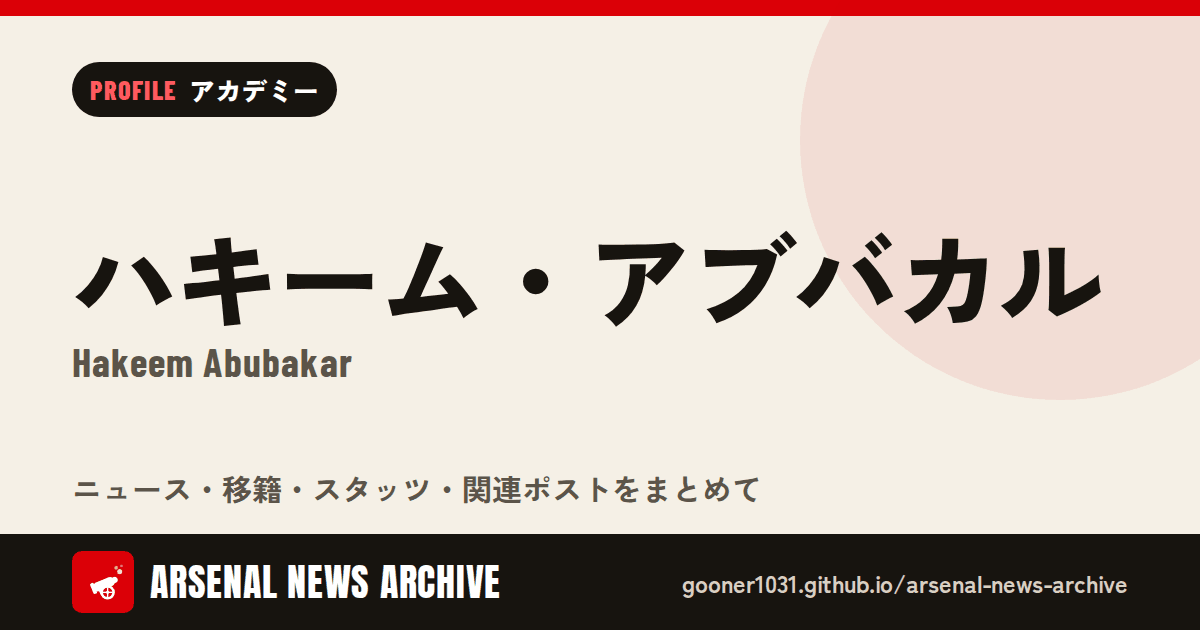 PROFILE アカデミー
ハキーム・アブバカル
Hakeem Abubakar
ニュース・移籍・スタッツ・関連ポストをまとめて
ARSENAL NEWS ARCHIVE
gooner1031.github.io/arsenal-news-archive